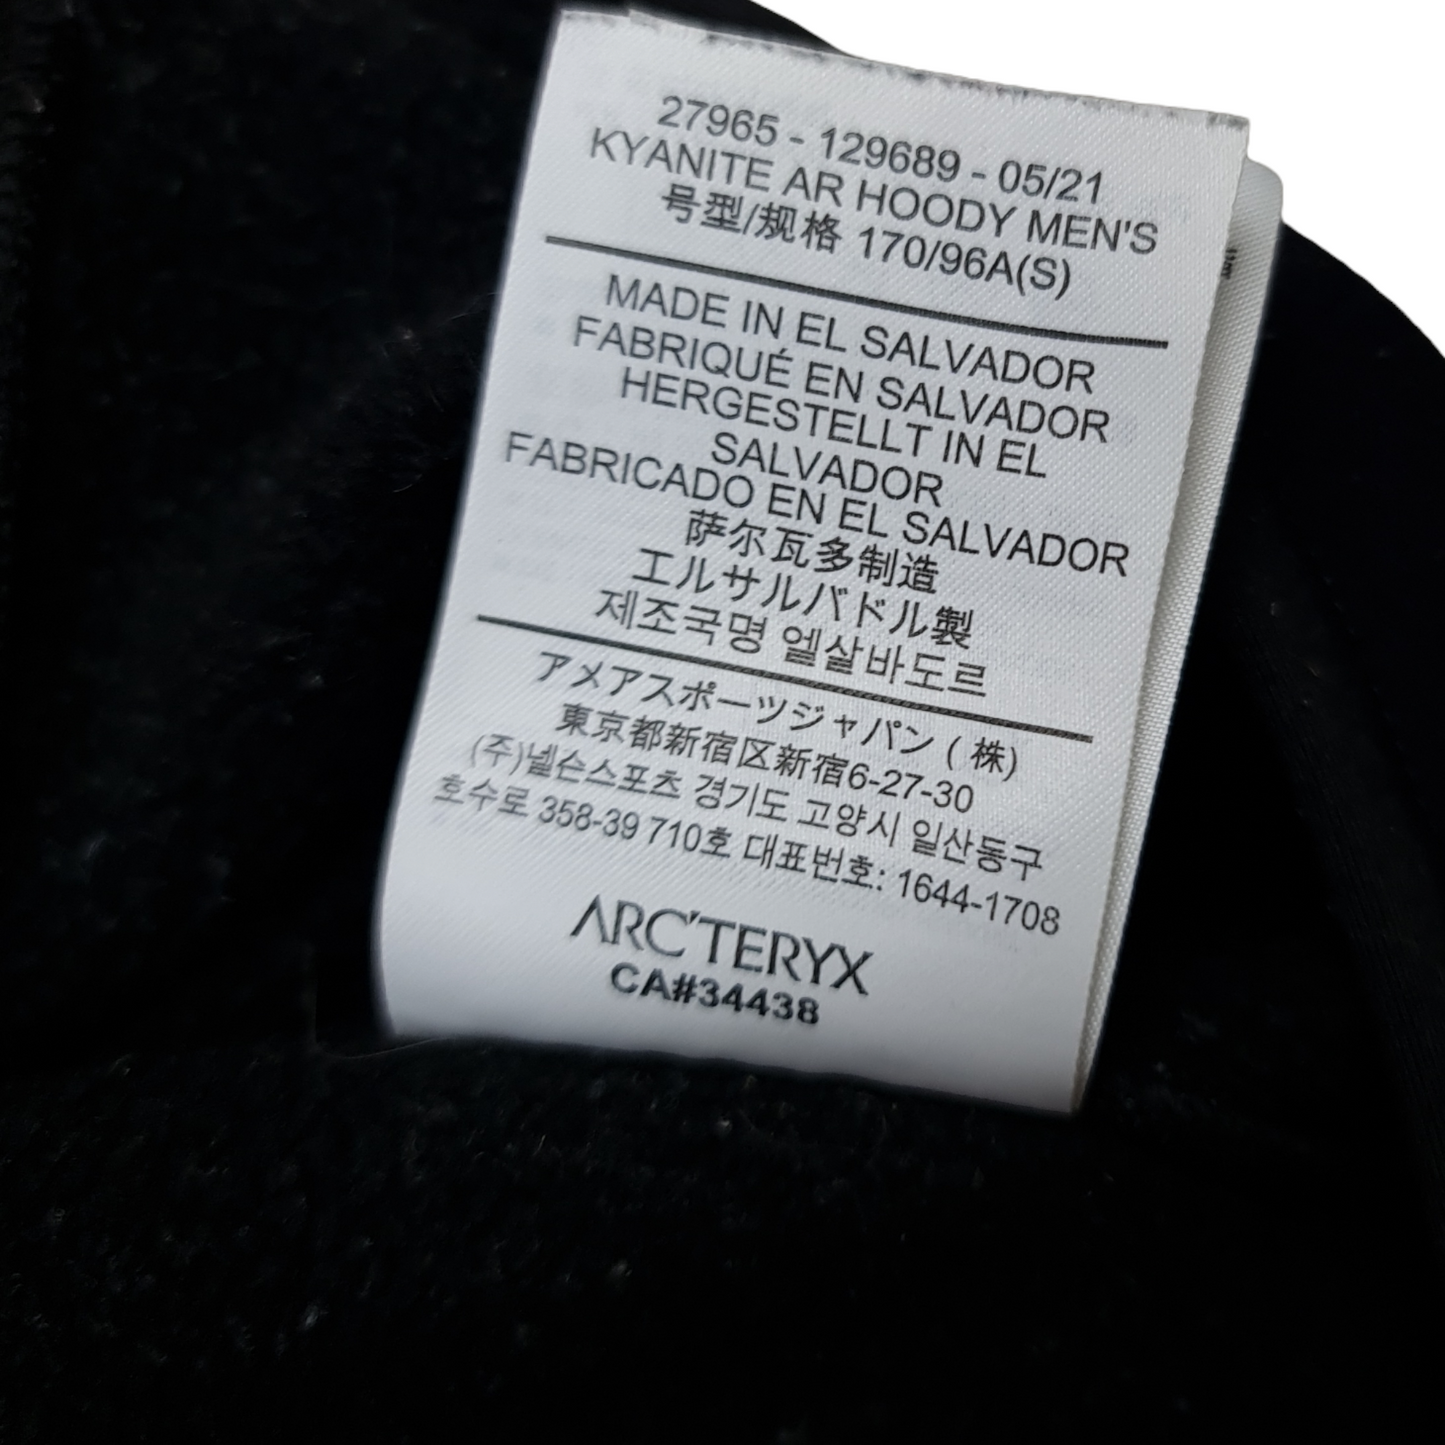 27965 - 129689 - 05/21
KYANITE AR HOODY MEN'S
号型/规格 170/96A(S)
MADE IN EL SALVADOR
FABRIQUÉ EN SALVADOR
HERGESTELLT IN EL
SALVADOR
FABRICADO EN EL SALVADOR
萨尔瓦多制造
エルサルバドル製
제조국명 엘살바도르
アメアスポーツジャパン ( 株)
東京都新宿区新宿6-27-30
(주)넬슨스포츠 경기도 고양시 일산동구
호수로 358-39 710호 대표번호: 1644-1708
ARC'TERYX
CA#34438